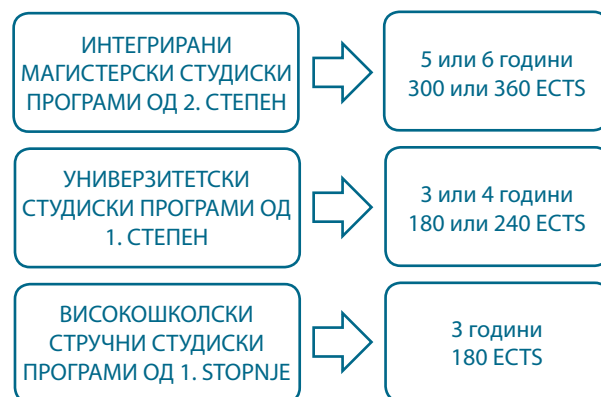 ИНТЕГРИРАНИ
МАГИСТЕРСКИ СТУДИСКИ
ПРОГРАМИ ОД 2. СТЕПЕН
5 или 6 години
300 или 360 ECTS
УНИВЕРЗИТЕТСКИ
СТУДИСКИ ПРОГРАМИ ОД
1. СТЕПЕН
3 или 4 години
180 или 240 ECTS
ВИСОКОШКОЛСКИ
СТРУЧНИ СТУДИСКИ
ПРОГРАМИ ОД 1. STOPNJE
3 години
180 ECTS